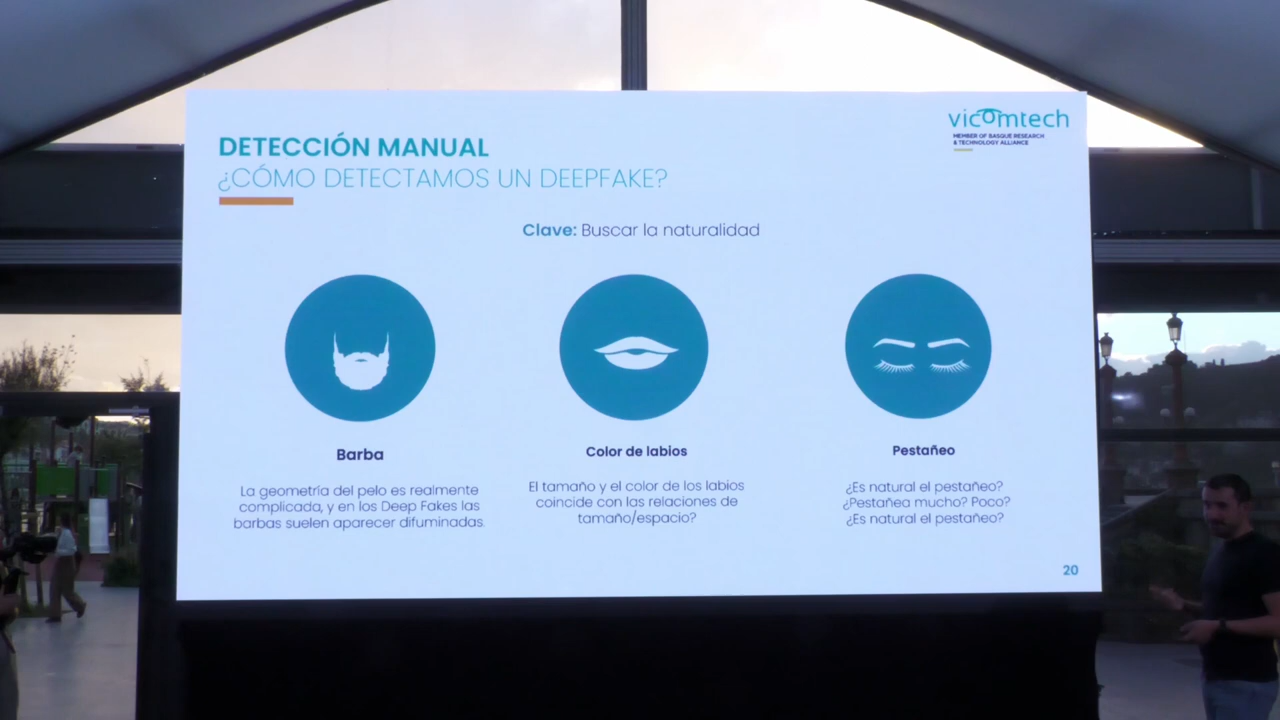 vicomtech
MEMBER OF BASQUE RESEARCH
& TECHNOLOGY ALLIANCE
DETECCIÓN MANUAL
¿CÓMO DETECTAMOS UN DEEPFAKE?
Clave: Buscar la naturalidad
Barba
La geometría del pelo es realmente
complicada, y en los Deep Fakes las
barbas suelen aparecer difuminadas.
Color de labios
El tamaño y el color de los labios
coincide con las relaciones de
tamaño/espacio?
Pestañeo
¿Es natural el pestañeo?
¿Pestañea mucho? Poco?
¿Es natural el pestañeo?
20